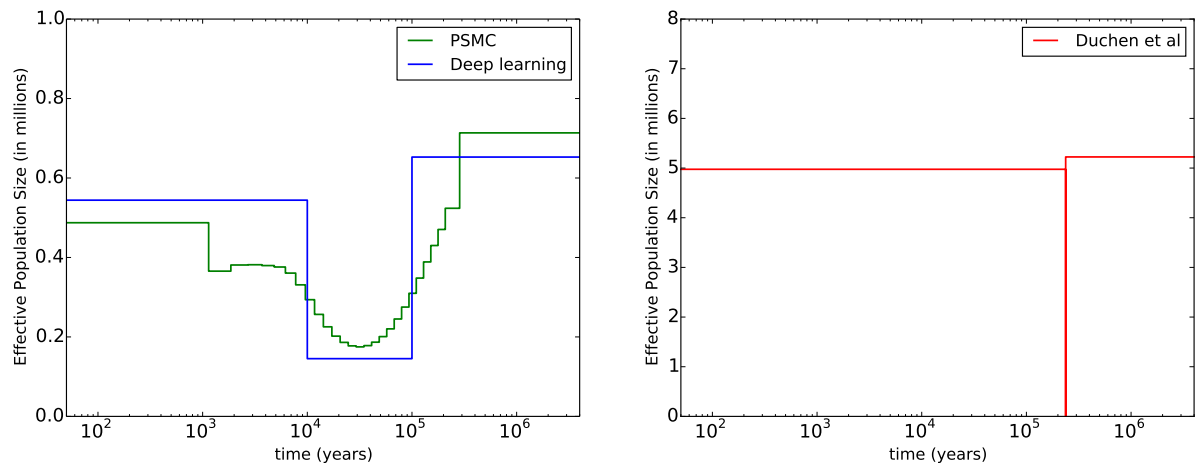 1.0
0.8
0.6
0.4
0.2
0.0
Effective Population Size (in millions)
PSMC
Deep learning
10² 10³ 10⁴ 10⁵ 10⁶
time (years)
8
7
6
5
4
3
2
1
0
Effective Population Size (in millions)
Duchen et al
10² 10³ 10⁴ 10⁵ 10⁶
time (years)